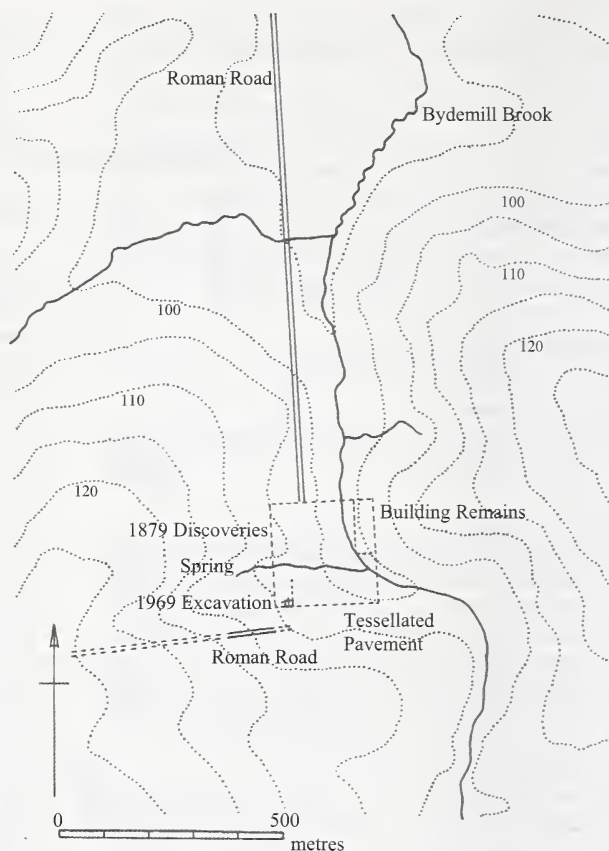 Roman Road
Bydemill Brook
100
110
100
120
110
120
Building Remains
1879 Discoveries
Spring
1969 Excavation
Tessellated
Pavement
Roman Road
0 500
metres